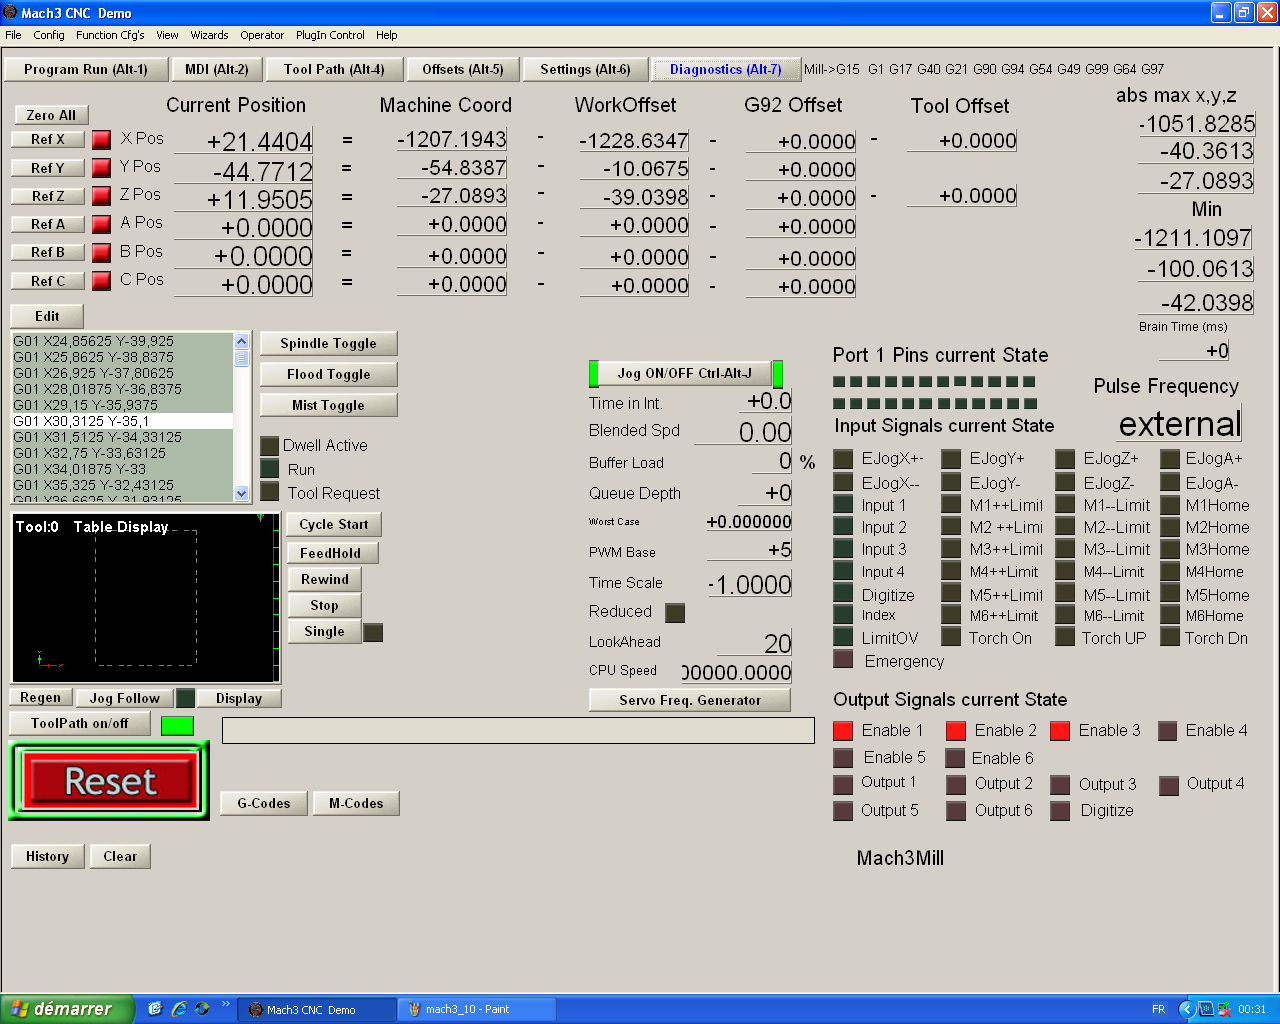 Mach3 CNC  Demo
File Config Function Cfg's View Wizards Operator PlugIn Control Help
Program Run (Alt-1) MDI (Alt-2) Tool Path (Alt-4) Offsets (Alt-5) Settings (Alt-6) Diagnostics (Alt-7) Mill->G15 G1 G17 G40 G21 G90 G94 G54 G49 G99 G64 G97
Zero All Current Position Machine Coord WorkOffset G92 Offset Tool Offset abs max x,y,z
Ref X X Pos +21.4404 = -1207.1943 - -1228.6347 - +0.0000 - +0.0000 -1051.8285
Ref Y Y Pos -44.7712 = -54.8387 - -10.0675 - +0.0000 -40.3613
Ref Z Z Pos +11.9505 = -27.0893 - -39.0398 - +0.0000 - +0.0000 -27.0893
Min
Ref A A Pos +0.0000 = +0.0000 - +0.0000 - +0.0000 -1211.1097
Ref B B Pos +0.0000 = +0.0000 - +0.0000 - +0.0000 -100.0613
Ref C C Pos +0.0000 = +0.0000 - +0.0000 - +0.0000 -42.0398
Brain Time (ms)
+0
Edit
G01 X24,85625 Y-39,925
G01 X25,8625 Y-38,8375
G01 X26,925 Y-37,80625
G01 X28,01875 Y-36,8375
G01 X29,15 Y-35,9375
G01 X30,3125 Y-35,1
G01 X31,5125 Y-34,33125
G01 X32,75 Y-33,63125
G01 X34,01875 Y-33
G01 X35,325 Y-32,43125
G01 X36,6625 Y-31,93125
Spindle Toggle
Flood Toggle
Mist Toggle
Dwell Active
Run
Tool Request
Tool:0 Table Display
Cycle Start
FeedHold
Rewind
Stop
Single
Regen Jog Follow Display
ToolPath on/off
Reset
G-Codes M-Codes
History Clear
Jog ON/OFF Ctrl-Alt-J
Time in Int. +0.0
Blended Spd 0.00
Buffer Load 0 %
Queue Depth +0
Worst Case +0.000000
PWM Base +5
Time Scale -1.0000
Reduced
LookAhead 20
CPU Speed 00000.0000
Servo Freq. Generator
Port 1 Pins current State
Pulse Frequency
external
Input Signals current State
EJogX+- EJogY+ EJogZ+ EJogA+
EJogX-- EJogY- EJogZ- EJogA-
Input 1 M1++Limit M1--Limit M1Home
Input 2 M2 ++Limi M2--Limit M2Home
Input 3 M3++Limit M3--Limit M3Home
Input 4 M4++Limit M4--Limit M4Home
Digitize M5++Limit M5--Limit M5Home
Index M6++Limit M6--Limit M6Home
LimitOV Torch On Torch UP Torch Dn
Emergency
Output Signals current State
Enable 1 Enable 2 Enable 3 Enable 4
Enable 5 Enable 6
Output 1 Output 2 Output 3 Output 4
Output 5 Output 6 Digitize
Mach3Mill
démarrer Mach3 CNC  Demo mach3_10 - Paint FR 00:31